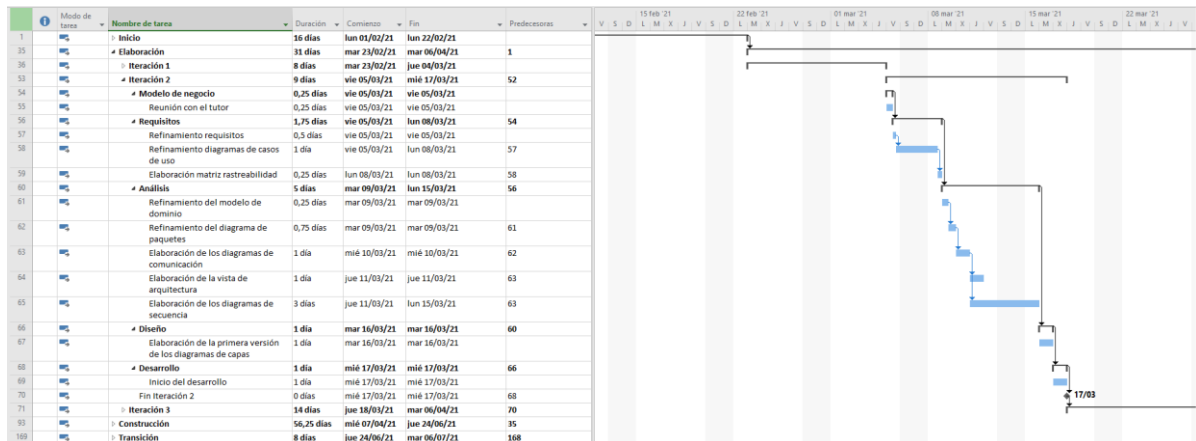 15 feb '21 22 feb '21 01 mar '21 08 mar '21 15 mar '21 22 mar '21
Modo de tarea Nombre de tarea Duración Comienzo Fin Predecesoras V S D L M X J V S D L M X J V S D L M X J V S D L M X J V S D L M X J V S D L M X J V
1 Inicio 16 días lun 01/02/21 lun 22/02/21
35 Elaboración 31 días mar 23/02/21 mar 06/04/21 1
36 Iteración 1 8 días mar 23/02/21 jue 04/03/21
53 Iteración 2 9 días vie 05/03/21 mié 17/03/21 52
54 Modelo de negocio 0,25 días vie 05/03/21 vie 05/03/21
55 Reunión con el tutor 0,25 días vie 05/03/21 vie 05/03/21
56 Requisitos 1,75 días vie 05/03/21 lun 08/03/21 54
57 Refinamiento requisitos 0,5 días vie 05/03/21 vie 05/03/21
58 Refinamiento diagramas de casos 1 día vie 05/03/21 lun 08/03/21 57
de uso
59 Elaboración matriz rastreabilidad 0,25 días lun 08/03/21 lun 08/03/21 58
60 Análisis 5 días mar 09/03/21 lun 15/03/21 56
61 Refinamiento del modelo de 0,25 días mar 09/03/21 mar 09/03/21
dominio
62 Refinamiento del diagrama de 0,75 días mar 09/03/21 mar 09/03/21 61
paquetes
63 Elaboración de los diagramas de 1 día mié 10/03/21 mié 10/03/21 62
comunicación
64 Elaboración de la vista de 1 día jue 11/03/21 jue 11/03/21 63
arquitectura
65 Elaboración de los diagramas de 3 días jue 11/03/21 lun 15/03/21 63
secuencia
66 Diseño 1 día mar 16/03/21 mar 16/03/21 60
67 Elaboración de la primera versión 1 día mar 16/03/21 mar 16/03/21
de los diagramas de capas
68 Desarrollo 1 día mié 17/03/21 mié 17/03/21 66
69 Inicio del desarrollo 1 día mié 17/03/21 mié 17/03/21
70 Fin Iteración 2 0 días mié 17/03/21 mié 17/03/21 68 17/03
71 Iteración 3 14 días jue 18/03/21 mar 06/04/21 70
93 Construcción 56,25 días mié 07/04/21 jue 24/06/21 35
169 Transición 8 días jue 24/06/21 mar 06/07/21 168